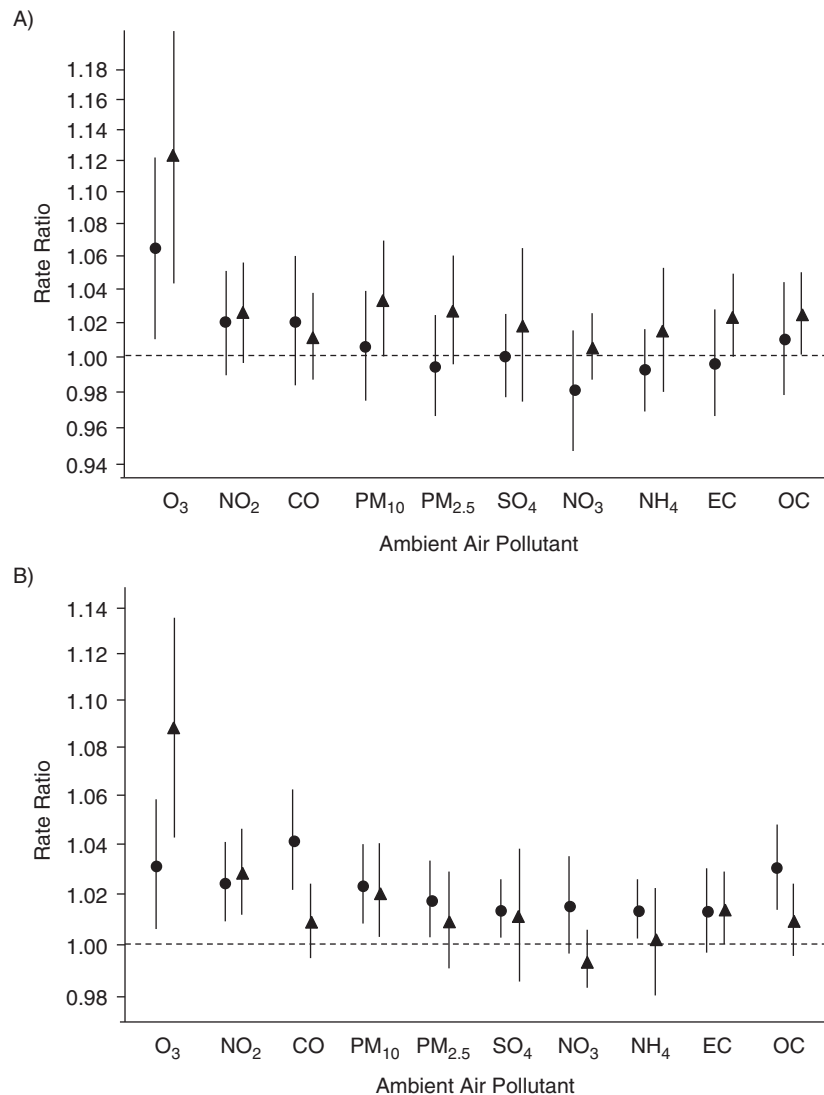 A)
1.18
1.16
1.14
1.12
1.10
1.08
1.06
1.04
1.02
1.00
0.98
0.96
0.94
Rate Ratio
O₃ NO₂ CO PM₁₀ PM₂.₅ SO₄ NO₃ NH₄ EC OC
Ambient Air Pollutant
B)
1.14
1.12
1.10
1.08
1.06
1.04
1.02
1.00
0.98
Rate Ratio
O₃ NO₂ CO PM₁₀ PM₂.₅ SO₄ NO₃ NH₄ EC OC
Ambient Air Pollutant